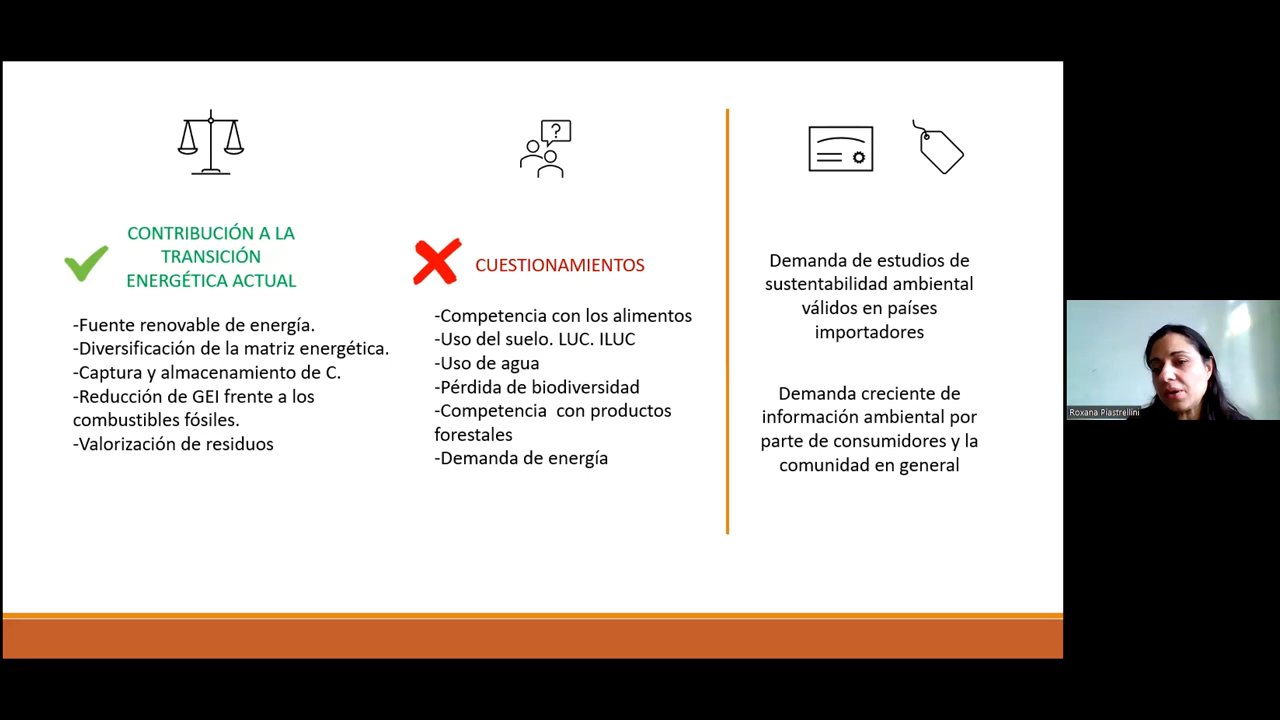 CONTRIBUCIÓN A LA
TRANSICIÓN
ENERGÉTICA ACTUAL
-Fuente renovable de energía.
-Diversificación de la matriz energética.
-Captura y almacenamiento de C.
-Reducción de GEI frente a los
combustibles fósiles.
-Valorización de residuos
?
CUESTIONAMIENTOS
-Competencia con los alimentos
-Uso del suelo. LUC. ILUC
-Uso de agua
-Pérdida de biodiversidad
-Competencia  con productos
forestales
-Demanda de energía
Demanda de estudios de
sustentabilidad ambiental
válidos en países
importadores
Demanda creciente de
información ambiental por
parte de consumidores y la
comunidad en general
Roxana Piastrellini